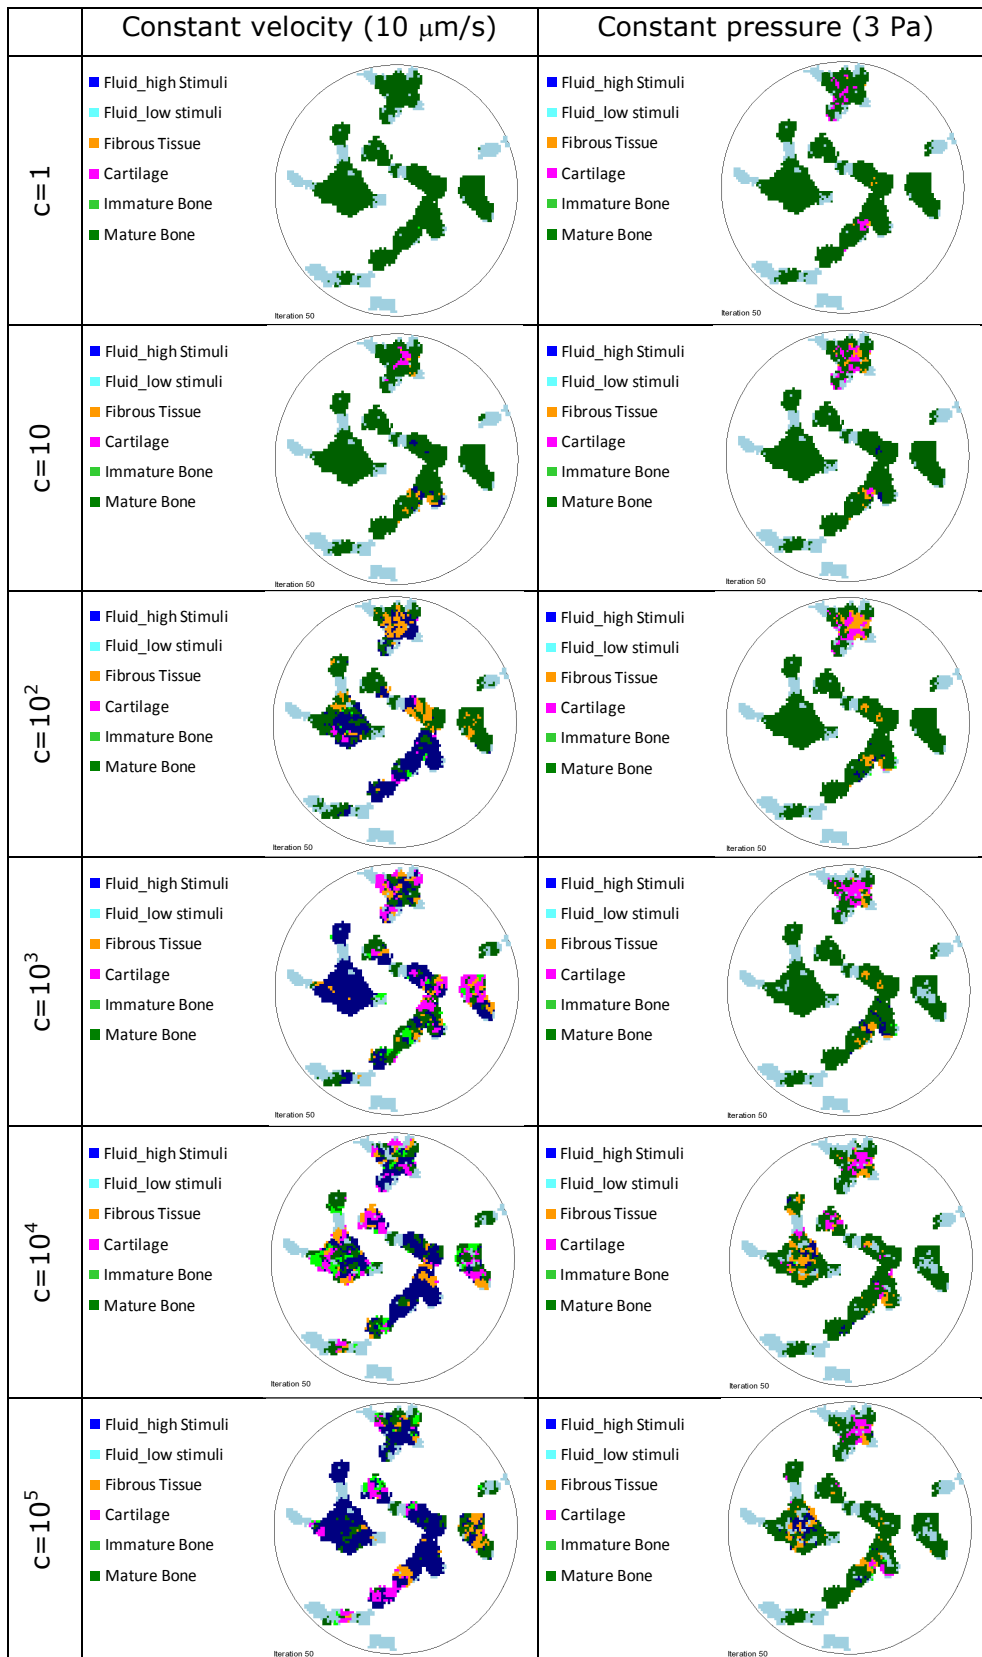 Constant velocity (10 μm/s)
Constant pressure (3 Pa)
c=1
Fluid_high Stimuli
Fluid_low stimuli
Fibrous Tissue
Cartilage
Immature Bone
Mature Bone
Iteration 50
Fluid_high Stimuli
Fluid_low stimuli
Fibrous Tissue
Cartilage
Immature Bone
Mature Bone
Iteration 50
c=10
Fluid_high Stimuli
Fluid_low stimuli
Fibrous Tissue
Cartilage
Immature Bone
Mature Bone
Iteration 50
Fluid_high Stimuli
Fluid_low stimuli
Fibrous Tissue
Cartilage
Immature Bone
Mature Bone
Iteration 50
c=10²
Fluid_high Stimuli
Fluid_low stimuli
Fibrous Tissue
Cartilage
Immature Bone
Mature Bone
Iteration 50
Fluid_high Stimuli
Fluid_low stimuli
Fibrous Tissue
Cartilage
Immature Bone
Mature Bone
Iteration 50
c=10³
Fluid_high Stimuli
Fluid_low stimuli
Fibrous Tissue
Cartilage
Immature Bone
Mature Bone
Iteration 50
Fluid_high Stimuli
Fluid_low stimuli
Fibrous Tissue
Cartilage
Immature Bone
Mature Bone
Iteration 50
c=10⁴
Fluid_high Stimuli
Fluid_low stimuli
Fibrous Tissue
Cartilage
Immature Bone
Mature Bone
Iteration 50
Fluid_high Stimuli
Fluid_low stimuli
Fibrous Tissue
Cartilage
Immature Bone
Mature Bone
Iteration 50
c=10⁵
Fluid_high Stimuli
Fluid_low stimuli
Fibrous Tissue
Cartilage
Immature Bone
Mature Bone
Iteration 50
Fluid_high Stimuli
Fluid_low stimuli
Fibrous Tissue
Cartilage
Immature Bone
Mature Bone
Iteration 50